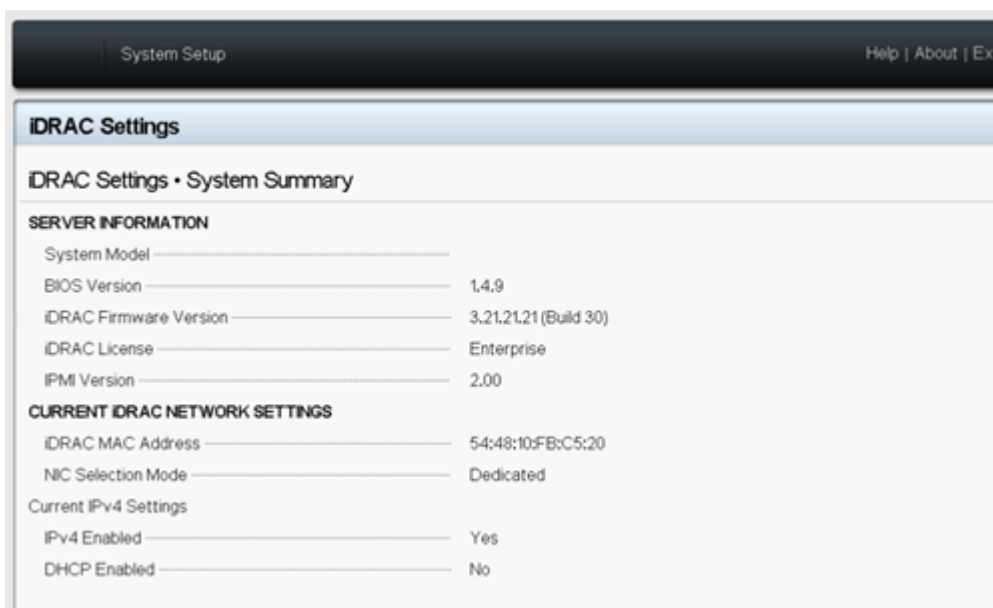 System Setup
Help | About | Ex
iDRAC Settings
iDRAC Settings • System Summary
SERVER INFORMATION
System Model
BIOS Version 1.4.9
iDRAC Firmware Version 3.21.21.21 (Build 30)
iDRAC License Enterprise
IPMI Version 2.00
CURRENT iDRAC NETWORK SETTINGS
iDRAC MAC Address 54:48:10:FB:C5:20
NIC Selection Mode Dedicated
Current IPv4 Settings
IPv4 Enabled Yes
DHCP Enabled No